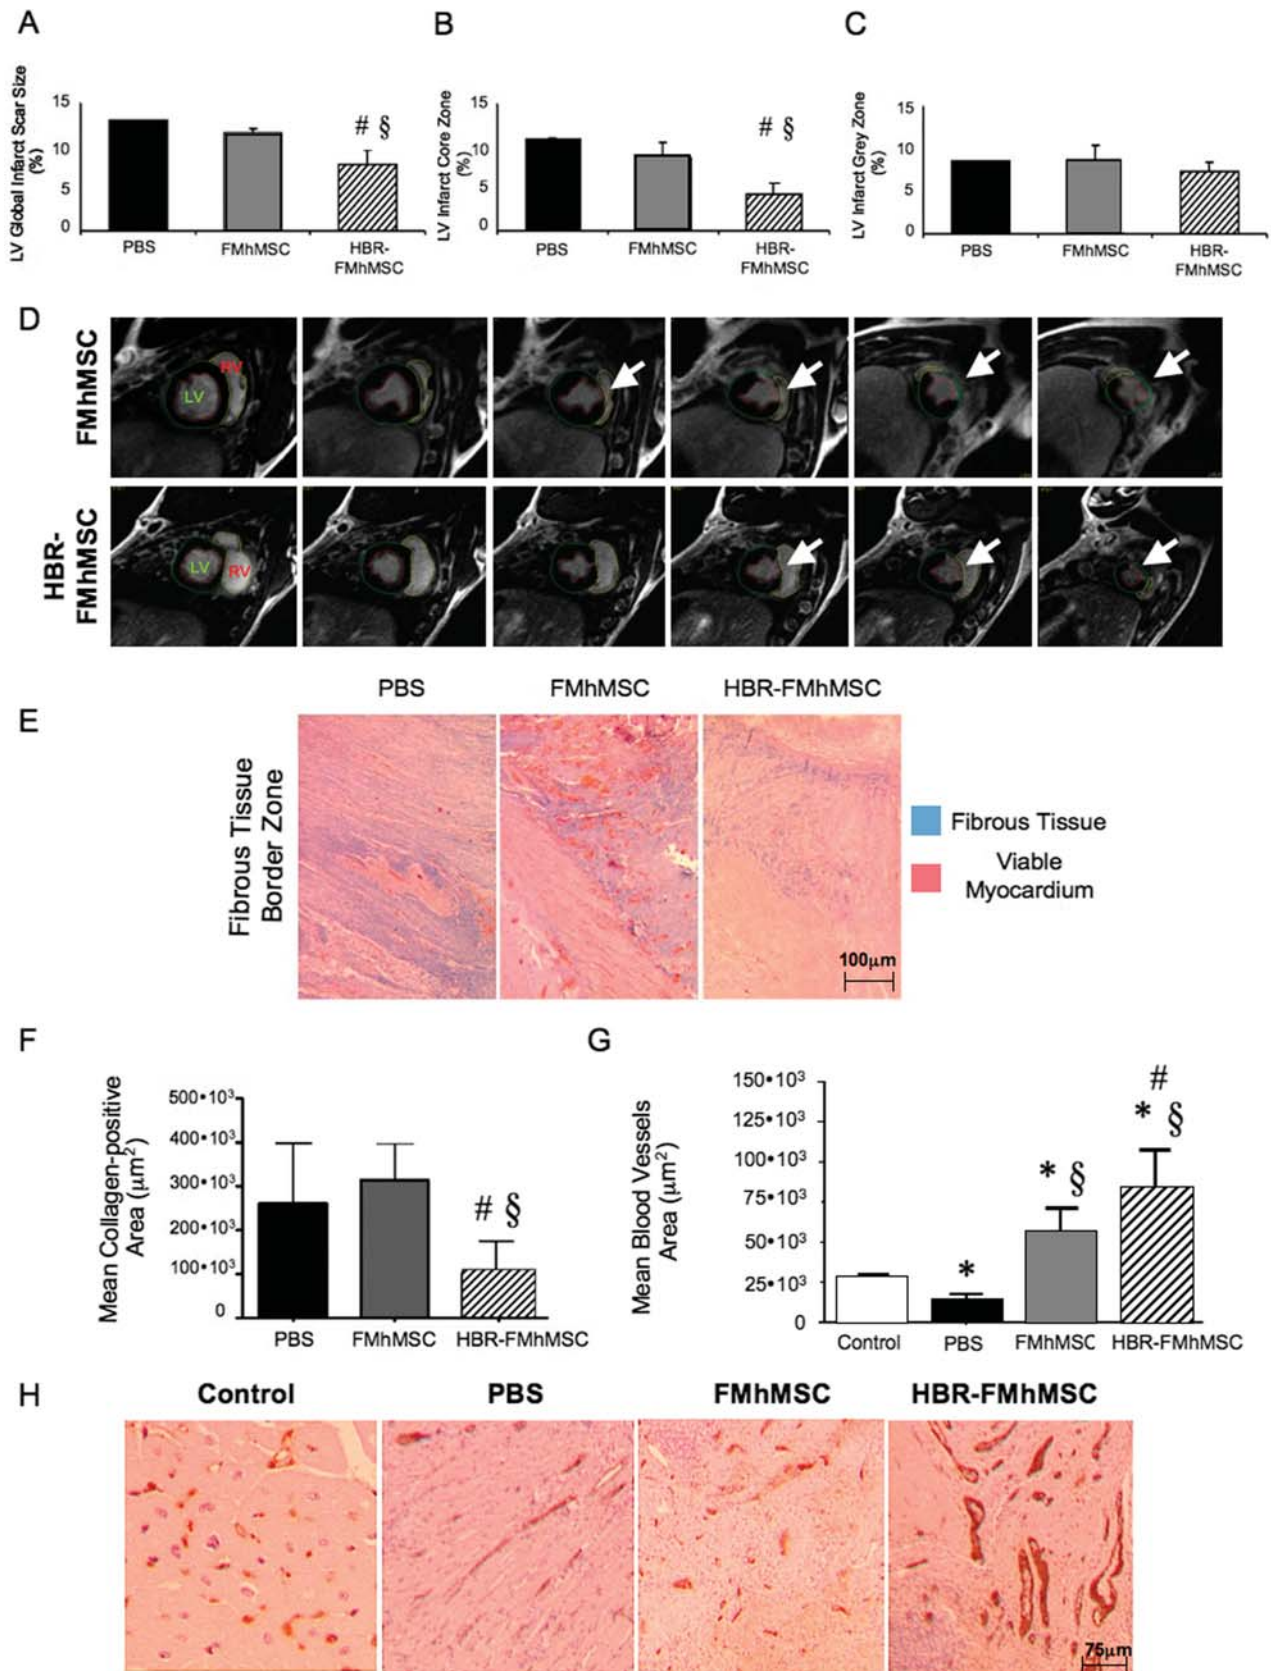 A
LV Global Infarct Scar Size
(%)
15
10
5
0
# §
PBS
FMhMSC
HBR-
FMhMSC
B
LV Infarct Core Zone
(%)
15
10
5
0
# §
PBS
FMhMSC
HBR-
FMhMSC
C
LV Infarct Grey Zone
(%)
15
10
5
0
PBS
FMhMSC
HBR-
FMhMSC
D
FMhMSC
LV
RV
HBR-
FMhMSC
LV
RV
E
PBS
FMhMSC
HBR-FMhMSC
Fibrous Tissue
Border Zone
100µm
Fibrous Tissue
Viable
Myocardium
F
Mean Collagen-positive
Area (µm²)
500•10³
400•10³
300•10³
200•10³
100•10³
0
# §
PBS
FMhMSC
HBR-FMhMSC
G
Mean Blood Vessels
Area (µm²)
150•10³
125•10³
100•10³
75•10³
50•10³
25•10³
0
*
* §
#
* §
Control
PBS
FMhMSC
HBR-FMhMSC
H
Control
PBS
FMhMSC
HBR-FMhMSC
75µm